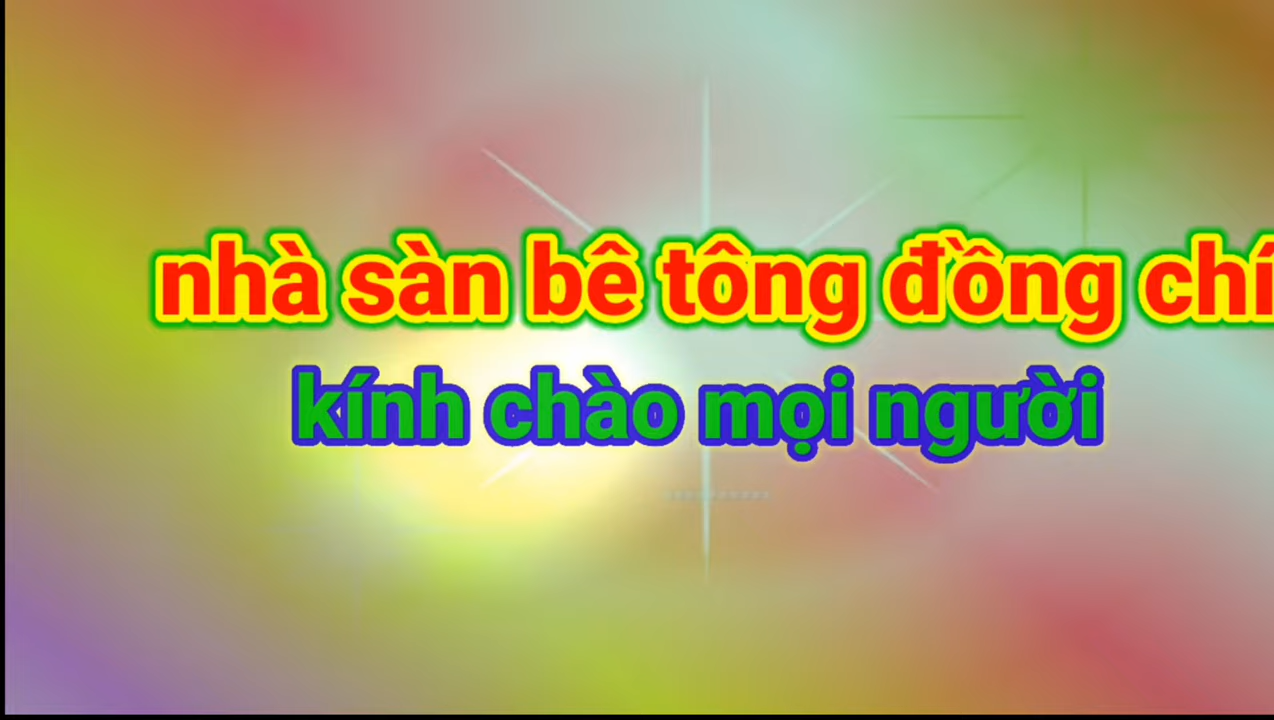 nhà sàn bê tông đồng chí
kính chào mọi người